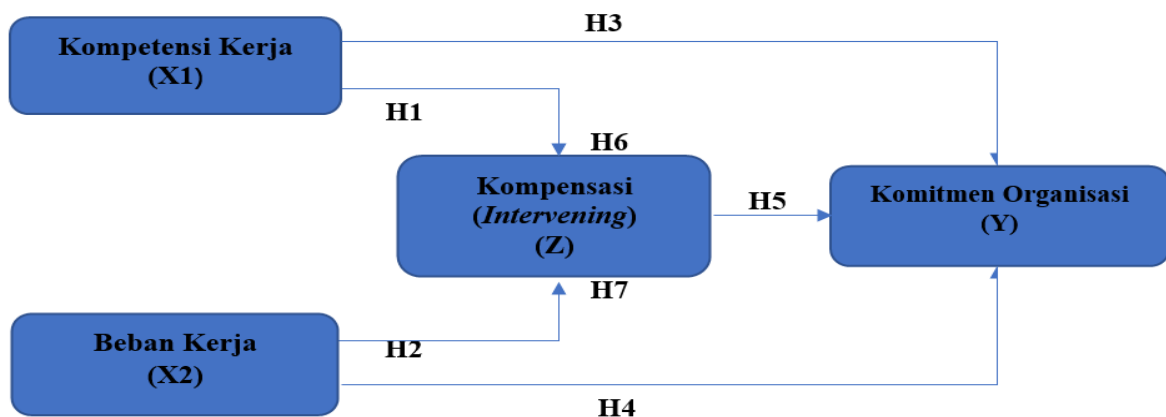 H3
Kompetensi Kerja
(X1)
H1
H6
Kompensasi
(Intervening)
(Z)
H5
Komitmen Organisasi
(Y)
H7
Beban Kerja
(X2)
H2
H4